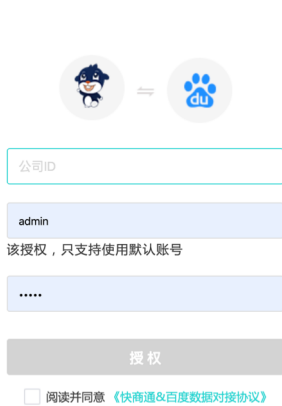 du
公司ID
admin
该授权，只支持使用默认账号
•••••
授 权
阅读并同意 《快商通&百度数据对接协议》